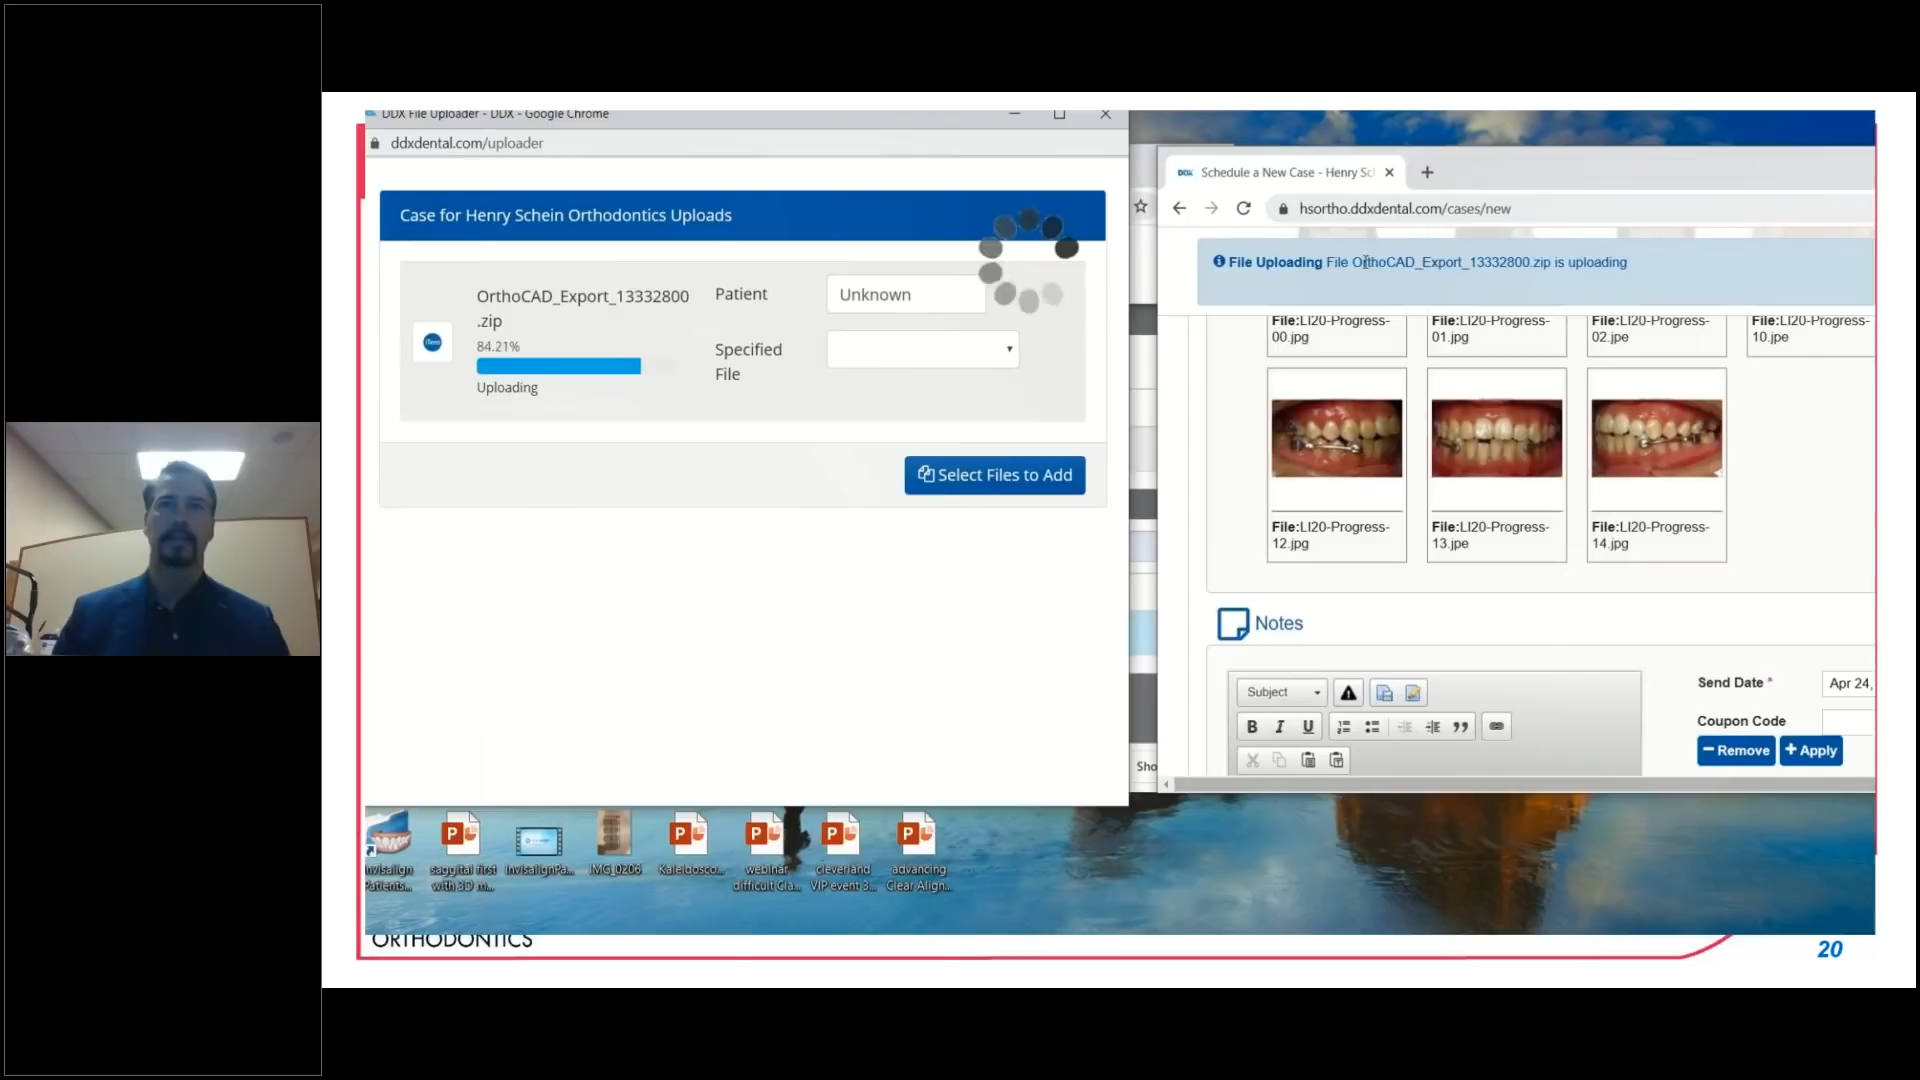 DDX File Uploader - DDX - Google Chrome
ddxdental.com/uploader
Case for Henry Schein Orthodontics Uploads
OrthoCAD_Export_13332800
.zip
84.21%
Uploading
Patient
Unknown
Specified
File
Select Files to Add
Schedule a New Case - Henry Sc
hsortho.ddxdental.com/cases/new
File Uploading File OrthoCAD_Export_13332800.zip is uploading
File:LI20-Progress-
00.jpg
File:LI20-Progress-
01.jpg
File:LI20-Progress-
02.jpe
File:LI20-Progress-
10.jpe
File:LI20-Progress-
12.jpg
File:LI20-Progress-
13.jpe
File:LI20-Progress-
14.jpg
Notes
Subject
B I U
Send Date *
Apr 24,
Coupon Code
Remove
Apply
Sho
Invisalign
Patients...
saggital first
with 3D m...
InvisalignPa...
IMG_0206
Kaleidosco...
webinar
difficult Cla...
cleverland
VIP event 3...
advancing
Clear Align...
ORTHODONTICS
20